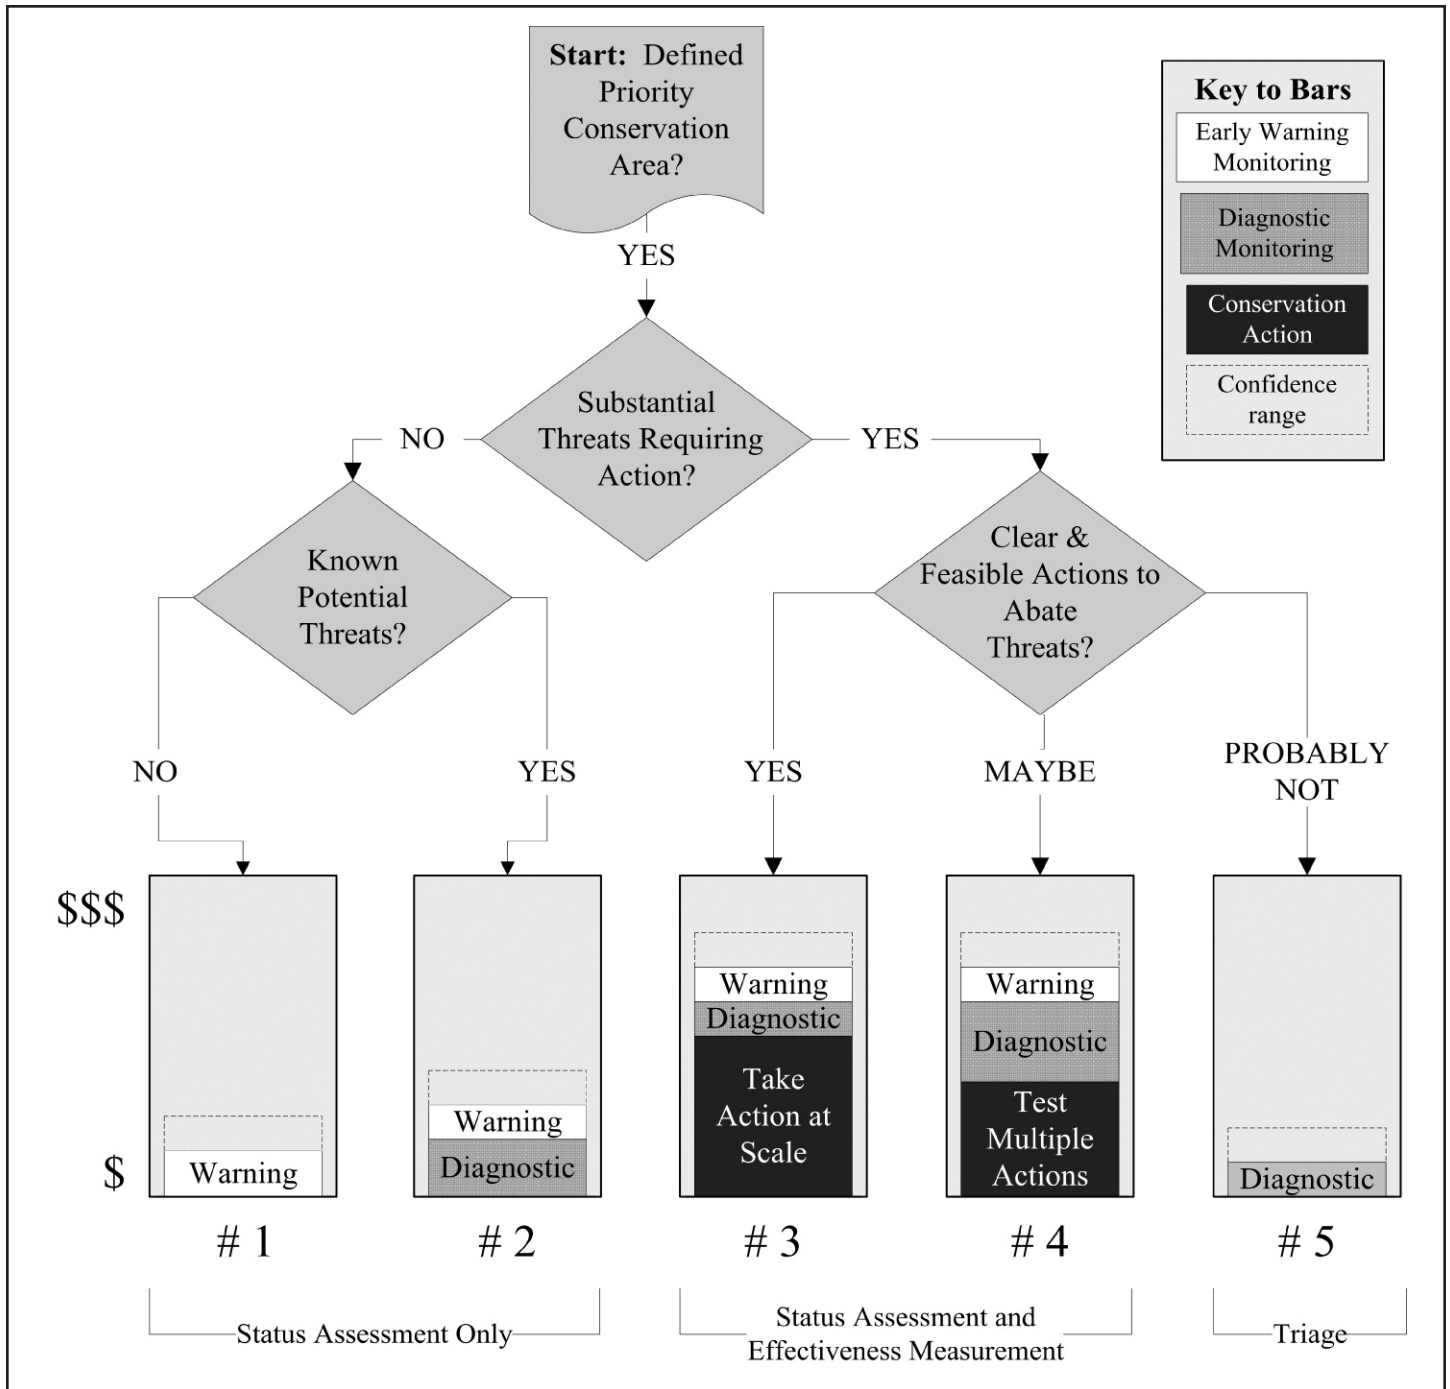 Start: Defined
Priority
Conservation
Area?
Key to Bars
Early Warning
Monitoring
Diagnostic
Monitoring
Conservation
Action
Confidence
range
YES
Substantial
Threats Requiring
Action?
NO
YES
Known
Potential
Threats?
Clear &
Feasible Actions to
Abate
Threats?
NO
YES
YES
MAYBE
PROBABLY
NOT
$$$
$
Warning
Warning
Diagnostic
Warning
Diagnostic
Take
Action at
Scale
Warning
Diagnostic
Test
Multiple
Actions
Diagnostic
# 1
# 2
# 3
# 4
# 5
Status Assessment Only
Status Assessment and
Effectiveness Measurement
Triage